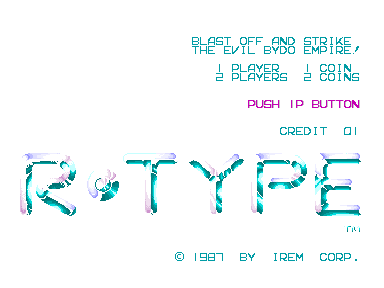 BLAST OFF AND STRIKE
THE EVIL BYDO EMPIRE!
1 PLAYER 1 COIN
2 PLAYERS 2 COINS
PUSH 1P BUTTON
CREDIT 01
R·TYPE
TM
© 1987 BY IREM CORP.